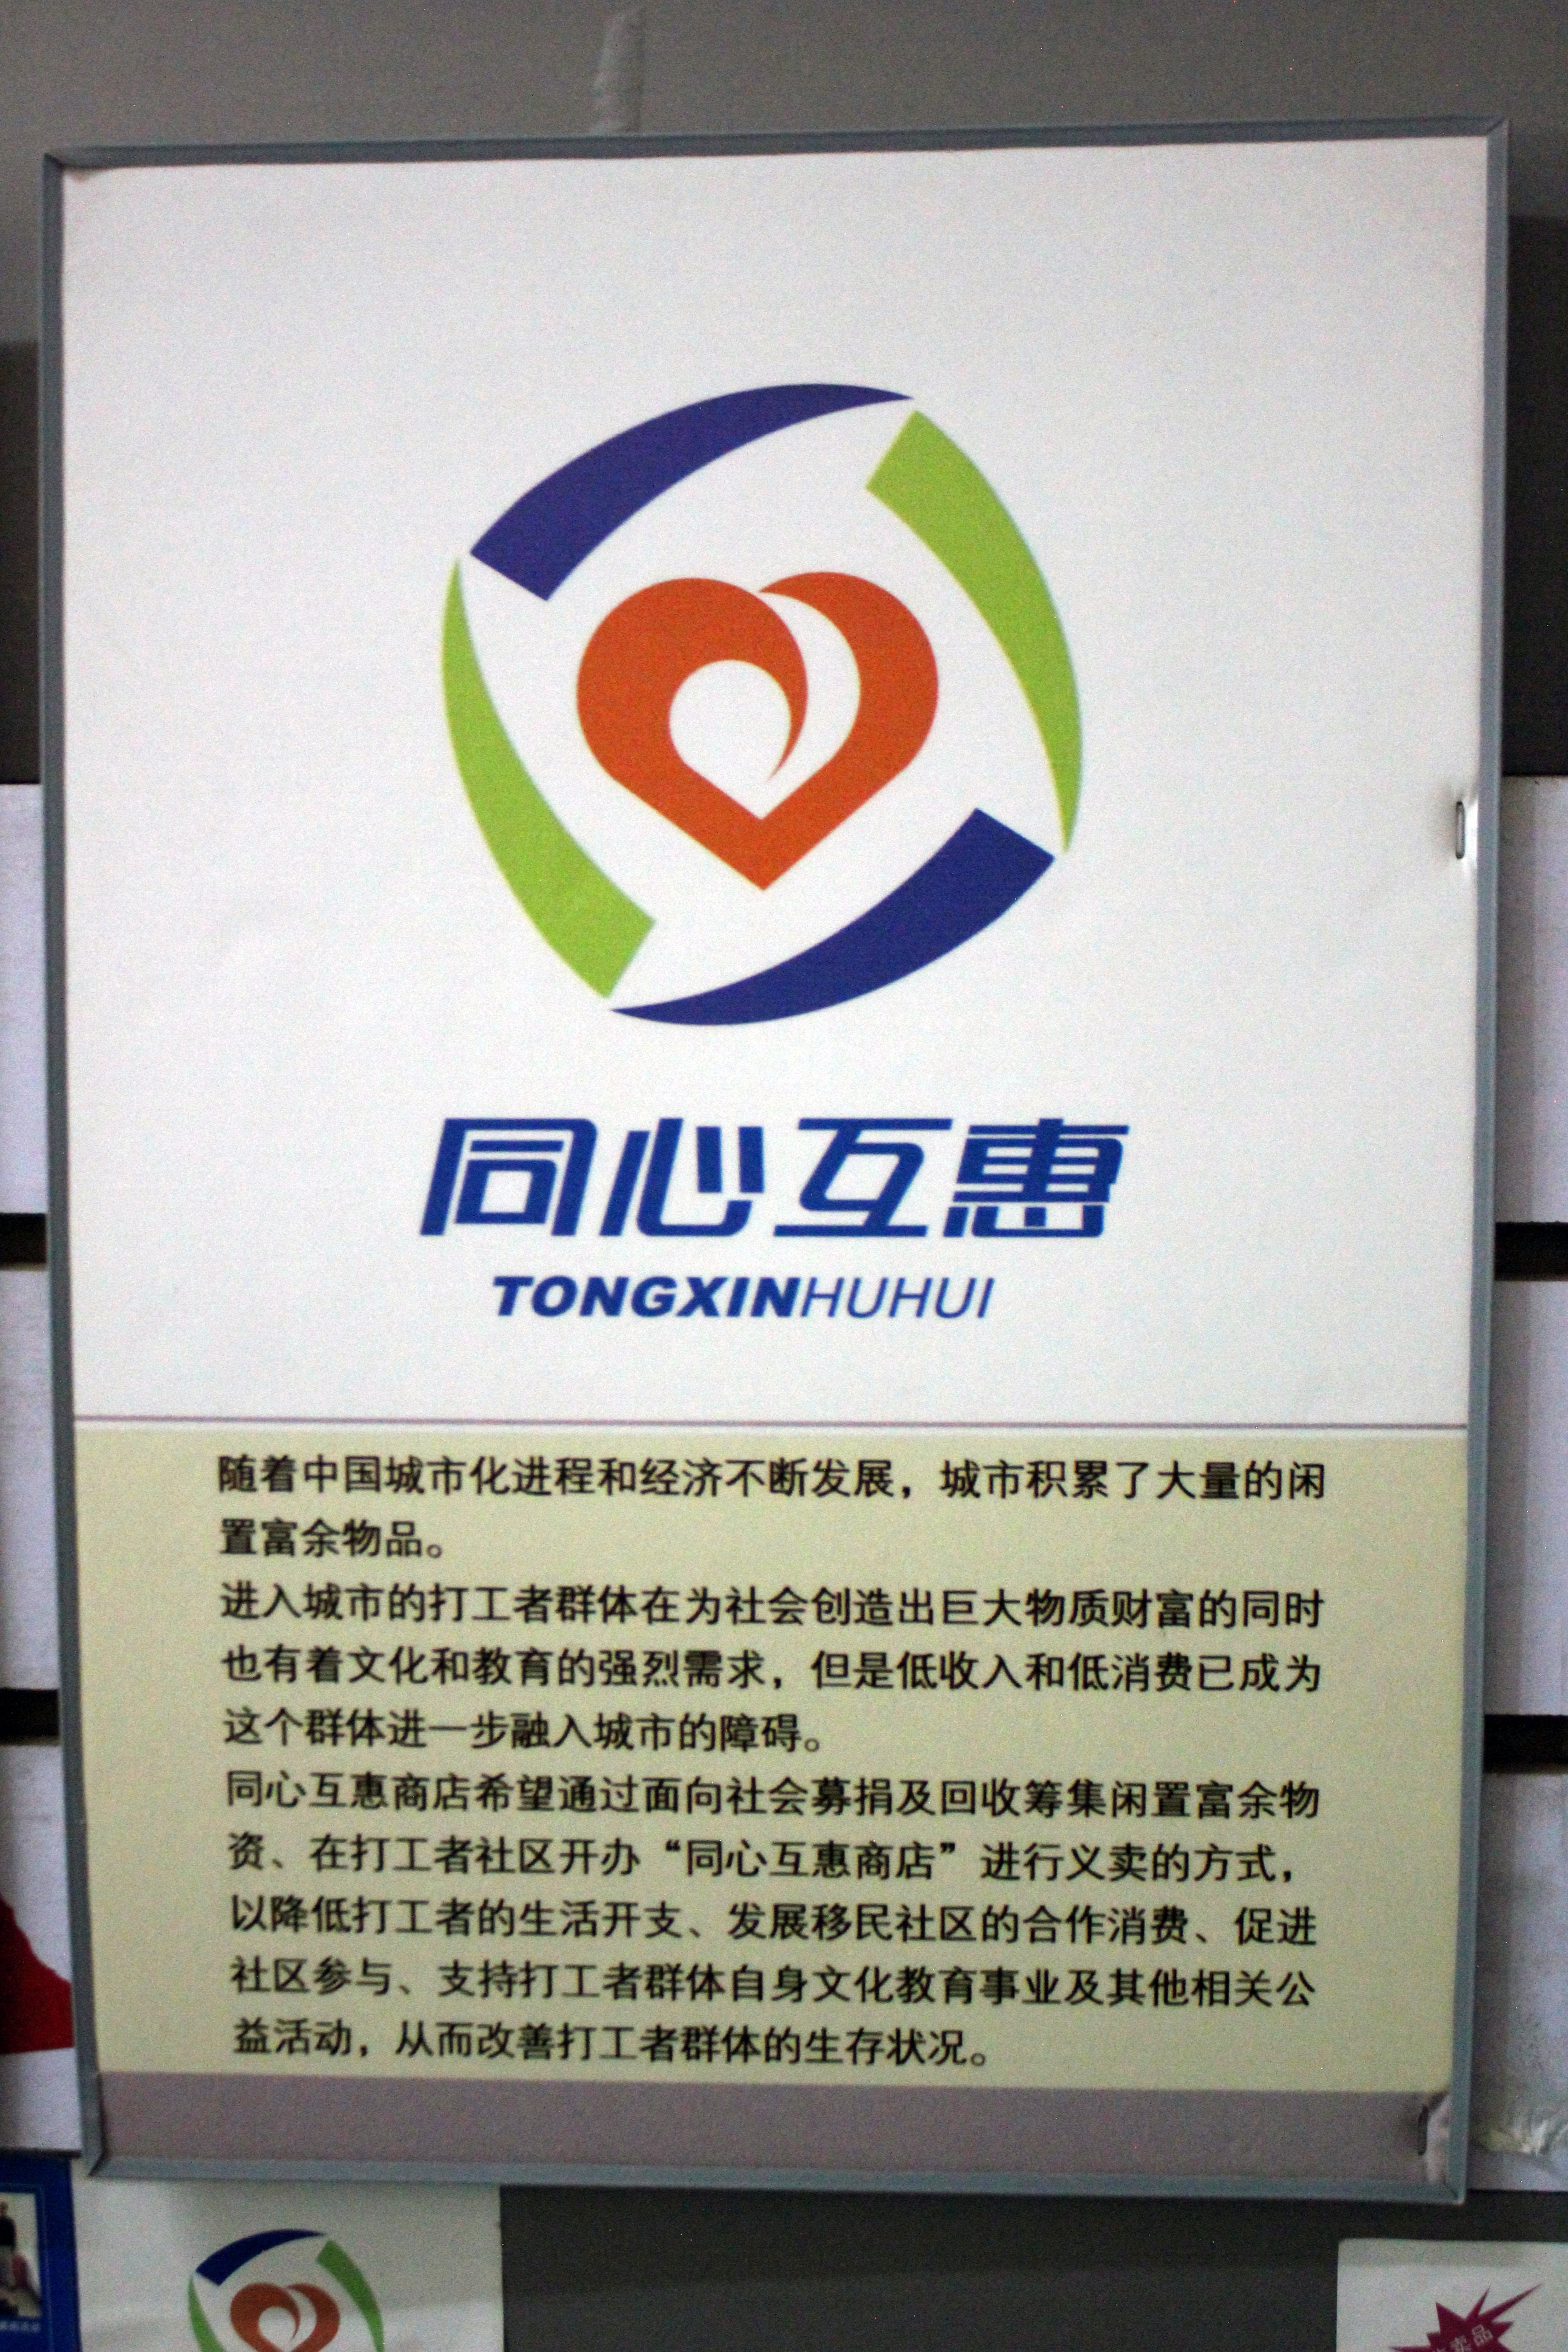 同心互惠
TONGXINHUHUI
随着中国城市化进程和经济不断发展，城市积累了大量的闲
置富余物品。
进入城市的打工者群体在为社会创造出巨大物质财富的同时
也有着文化和教育的强烈需求，但是低收入和低消费已成为
这个群体进一步融入城市的障碍。
同心互惠商店希望通过面向社会募捐及回收筹集闲置富余物
资、在打工者社区开办“同心互惠商店”进行义卖的方式，
以降低打工者的生活开支、发展移民社区的合作消费、促进
社区参与、支持打工者群体自身文化教育事业及其他相关公
益活动，从而改善打工者群体的生存状况。